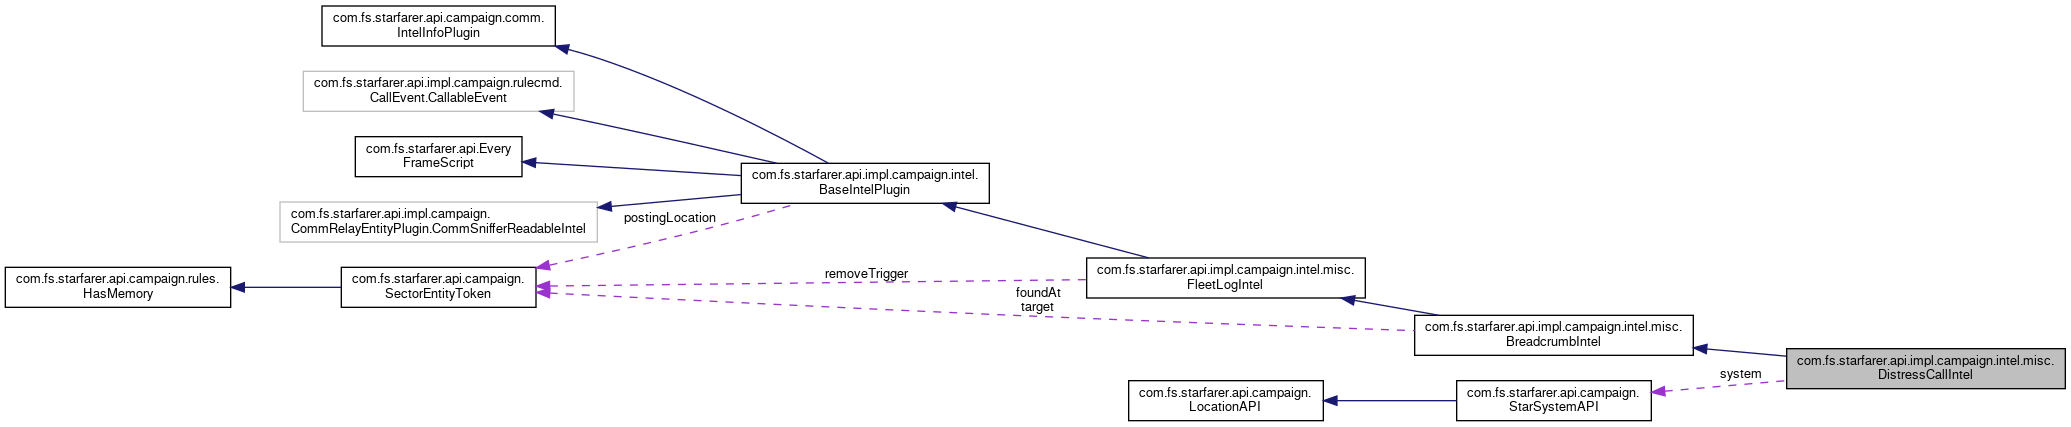 com.fs.starfarer.api.campaign.comm.
IntelInfoPlugin
com.fs.starfarer.api.impl.campaign.rulecmd.
CallEvent.CallableEvent
com.fs.starfarer.api.Every
FrameScript
com.fs.starfarer.api.impl.campaign.intel.
BaseIntelPlugin
com.fs.starfarer.api.impl.campaign.
CommRelayEntityPlugin.CommSnifferReadableIntel
postingLocation
com.fs.starfarer.api.campaign.rules.
HasMemory
com.fs.starfarer.api.campaign.
SectorEntityToken
removeTrigger
com.fs.starfarer.api.impl.campaign.intel.misc.
FleetLogIntel
foundAt
target
com.fs.starfarer.api.impl.campaign.intel.misc.
BreadcrumbIntel
com.fs.starfarer.api.impl.campaign.intel.misc.
DistressCallIntel
system
com.fs.starfarer.api.campaign.
LocationAPI
com.fs.starfarer.api.campaign.
StarSystemAPI